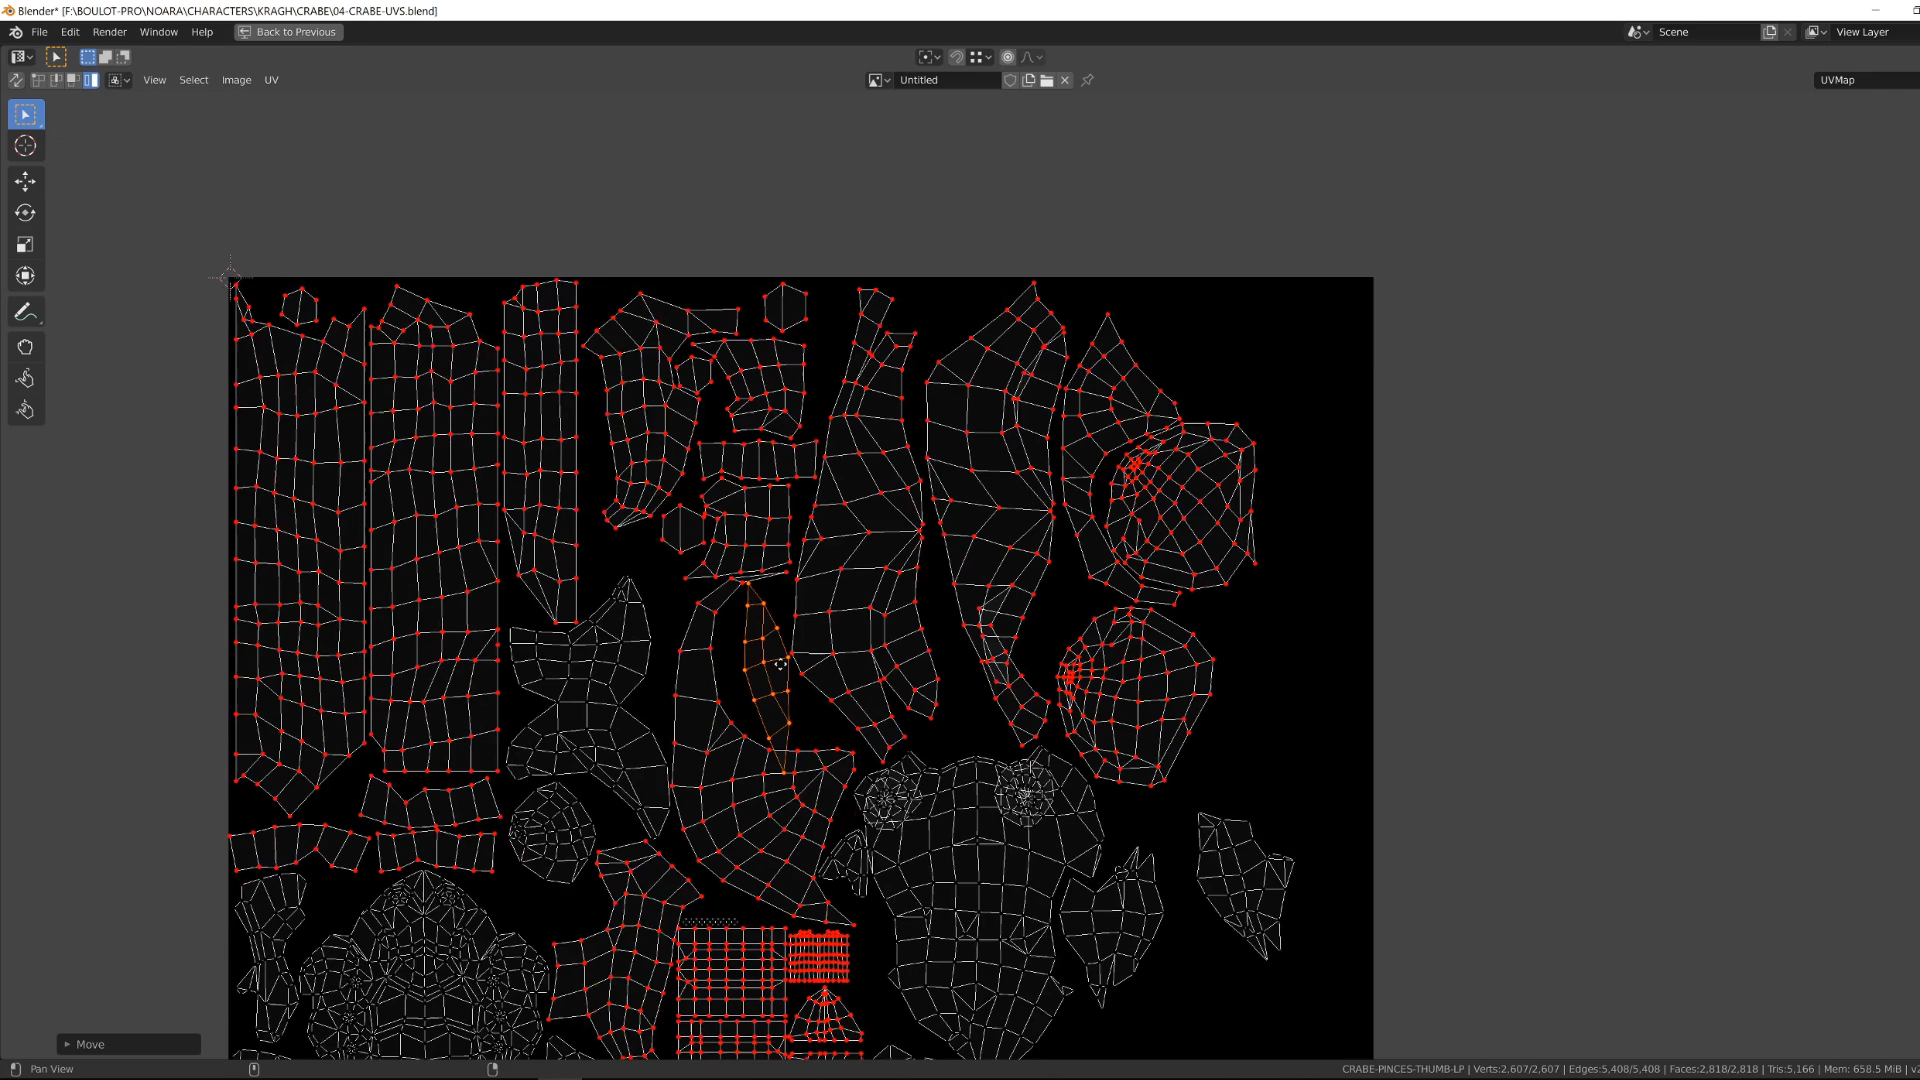 Blender* [F:\BOULOT-PRO\NOARA\CHARACTERS\KRAGH\CRABE\04-CRABE-UVS.blend]
File Edit Render Window Help Back to Previous
Scene
View Layer
View Select Image UV
Untitled
UVMap
Move
Pan View
CRABE-PINCES-THUMB-LP | Verts:2,607/2,607 | Edges:5,408/5,408 | Faces:2,818/2,818 | Tris:5,166 | Mem: 658.5 MiB | v2